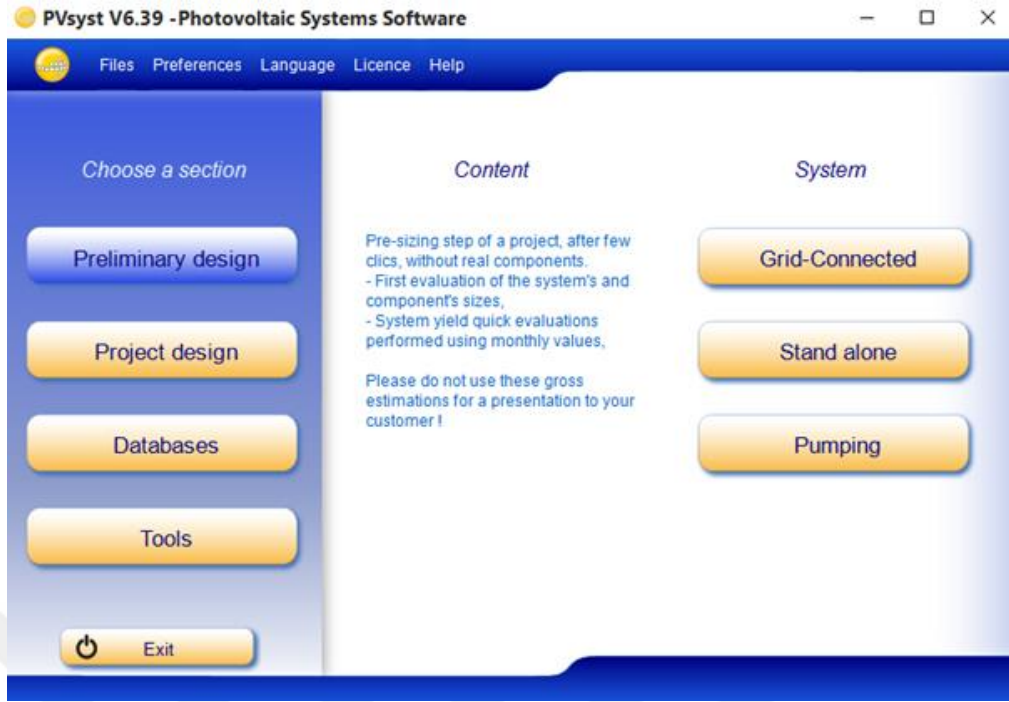 PVsyst V6.39 -Photovoltaic Systems Software
Files Preferences Language Licence Help
Choose a section
Preliminary design
Project design
Databases
Tools
Exit
Content
Pre-sizing step of a project, after few
clics, without real components.
- First evaluation of the system's and
component's sizes,
- System yield quick evaluations
performed using monthly values,
Please do not use these gross
estimations for a presentation to your
customer !
System
Grid-Connected
Stand alone
Pumping